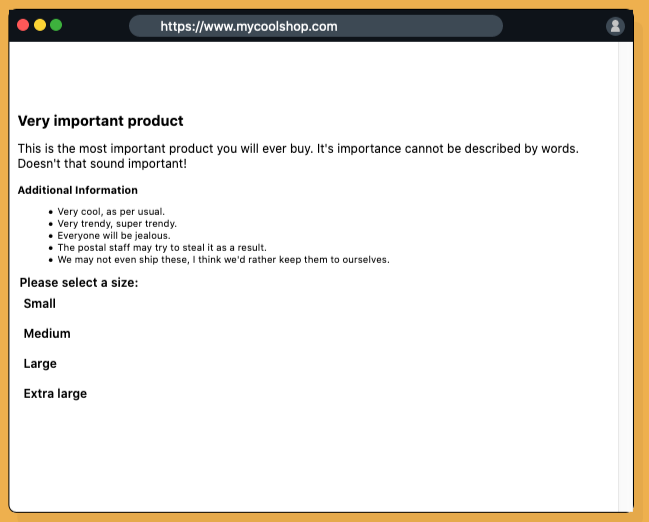 https://www.mycoolshop.com
Very important product
This is the most important product you will ever buy. It's importance cannot be described by words.
Doesn't that sound important!
Additional Information
Very cool, as per usual.
Very trendy, super trendy.
Everyone will be jealous.
The postal staff may try to steal it as a result.
We may not even ship these, I think we'd rather keep them to ourselves.
Please select a size:
Small
Medium
Large
Extra large